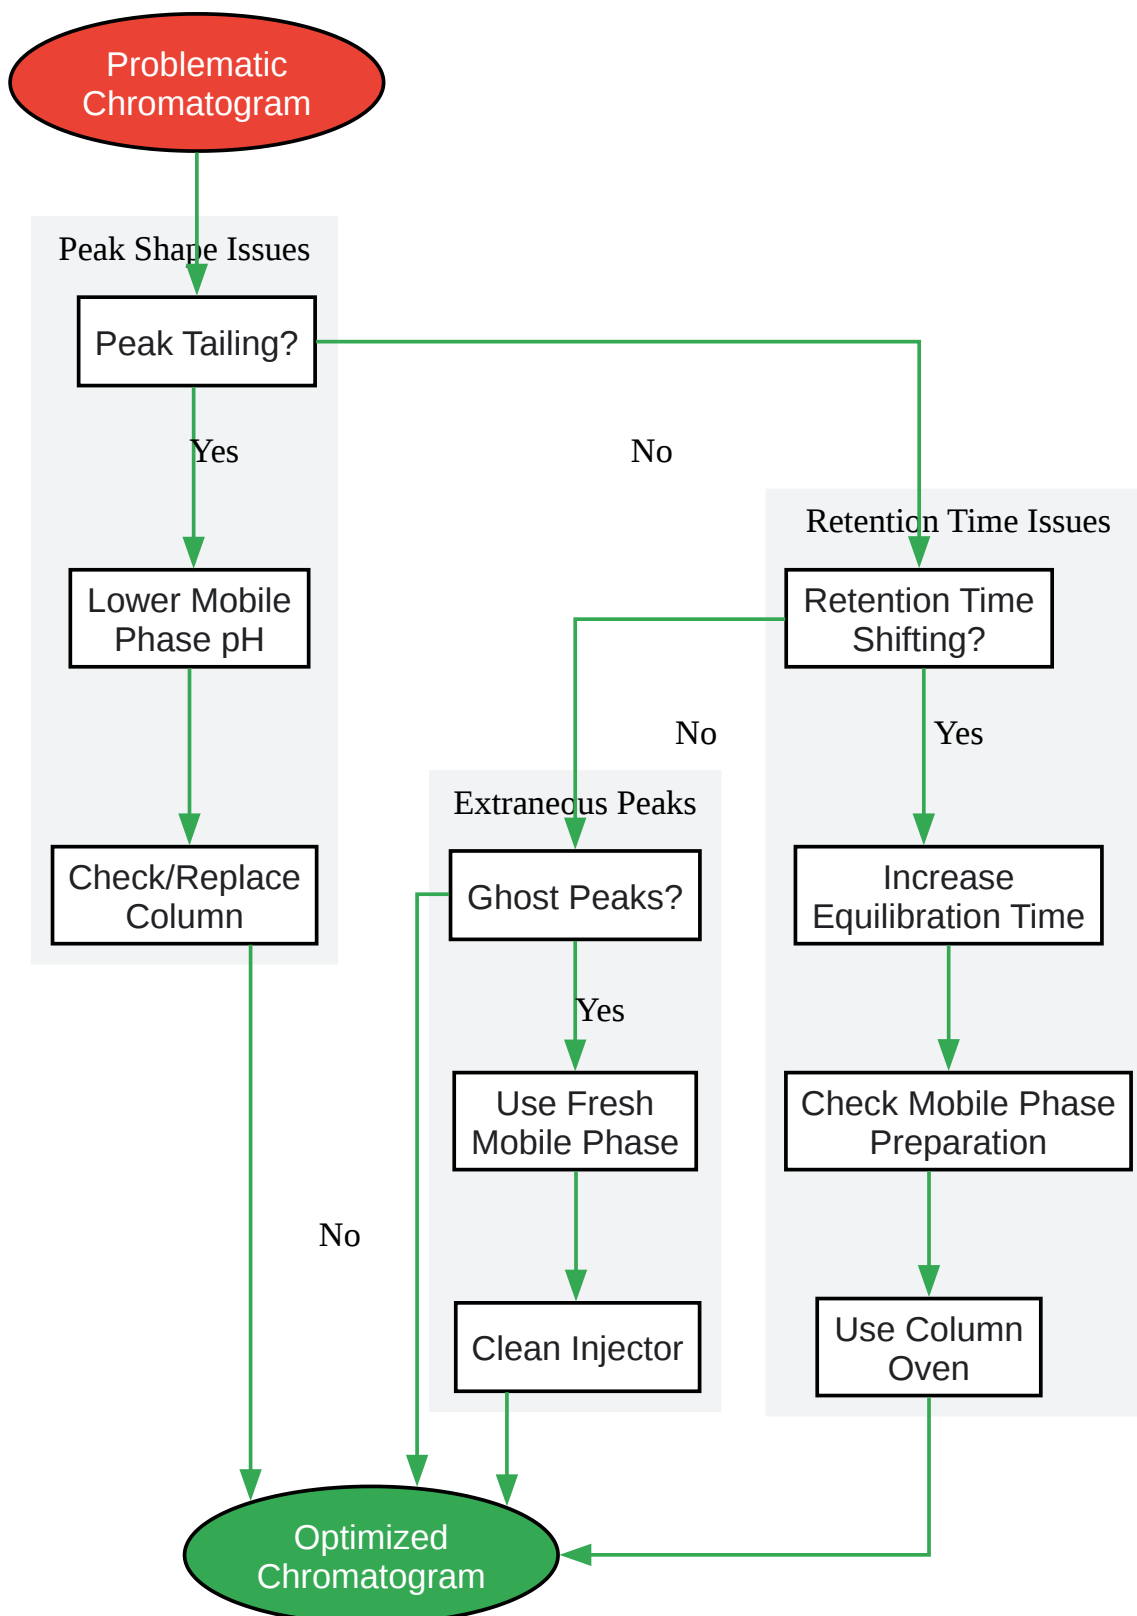 Problematic
Chromatogram
Peak Shape Issues
Peak Tailing?
Yes
No
Retention Time Issues
Lower Mobile
Phase pH
Retention Time
Shifting?
No
Yes
Extraneous Peaks
Check/Replace
Column
Ghost Peaks?
Increase
Equilibration Time
Yes
Use Fresh
Mobile Phase
Check Mobile Phase
Preparation
No
Clean Injector
Use Column
Oven
Optimized
Chromatogram